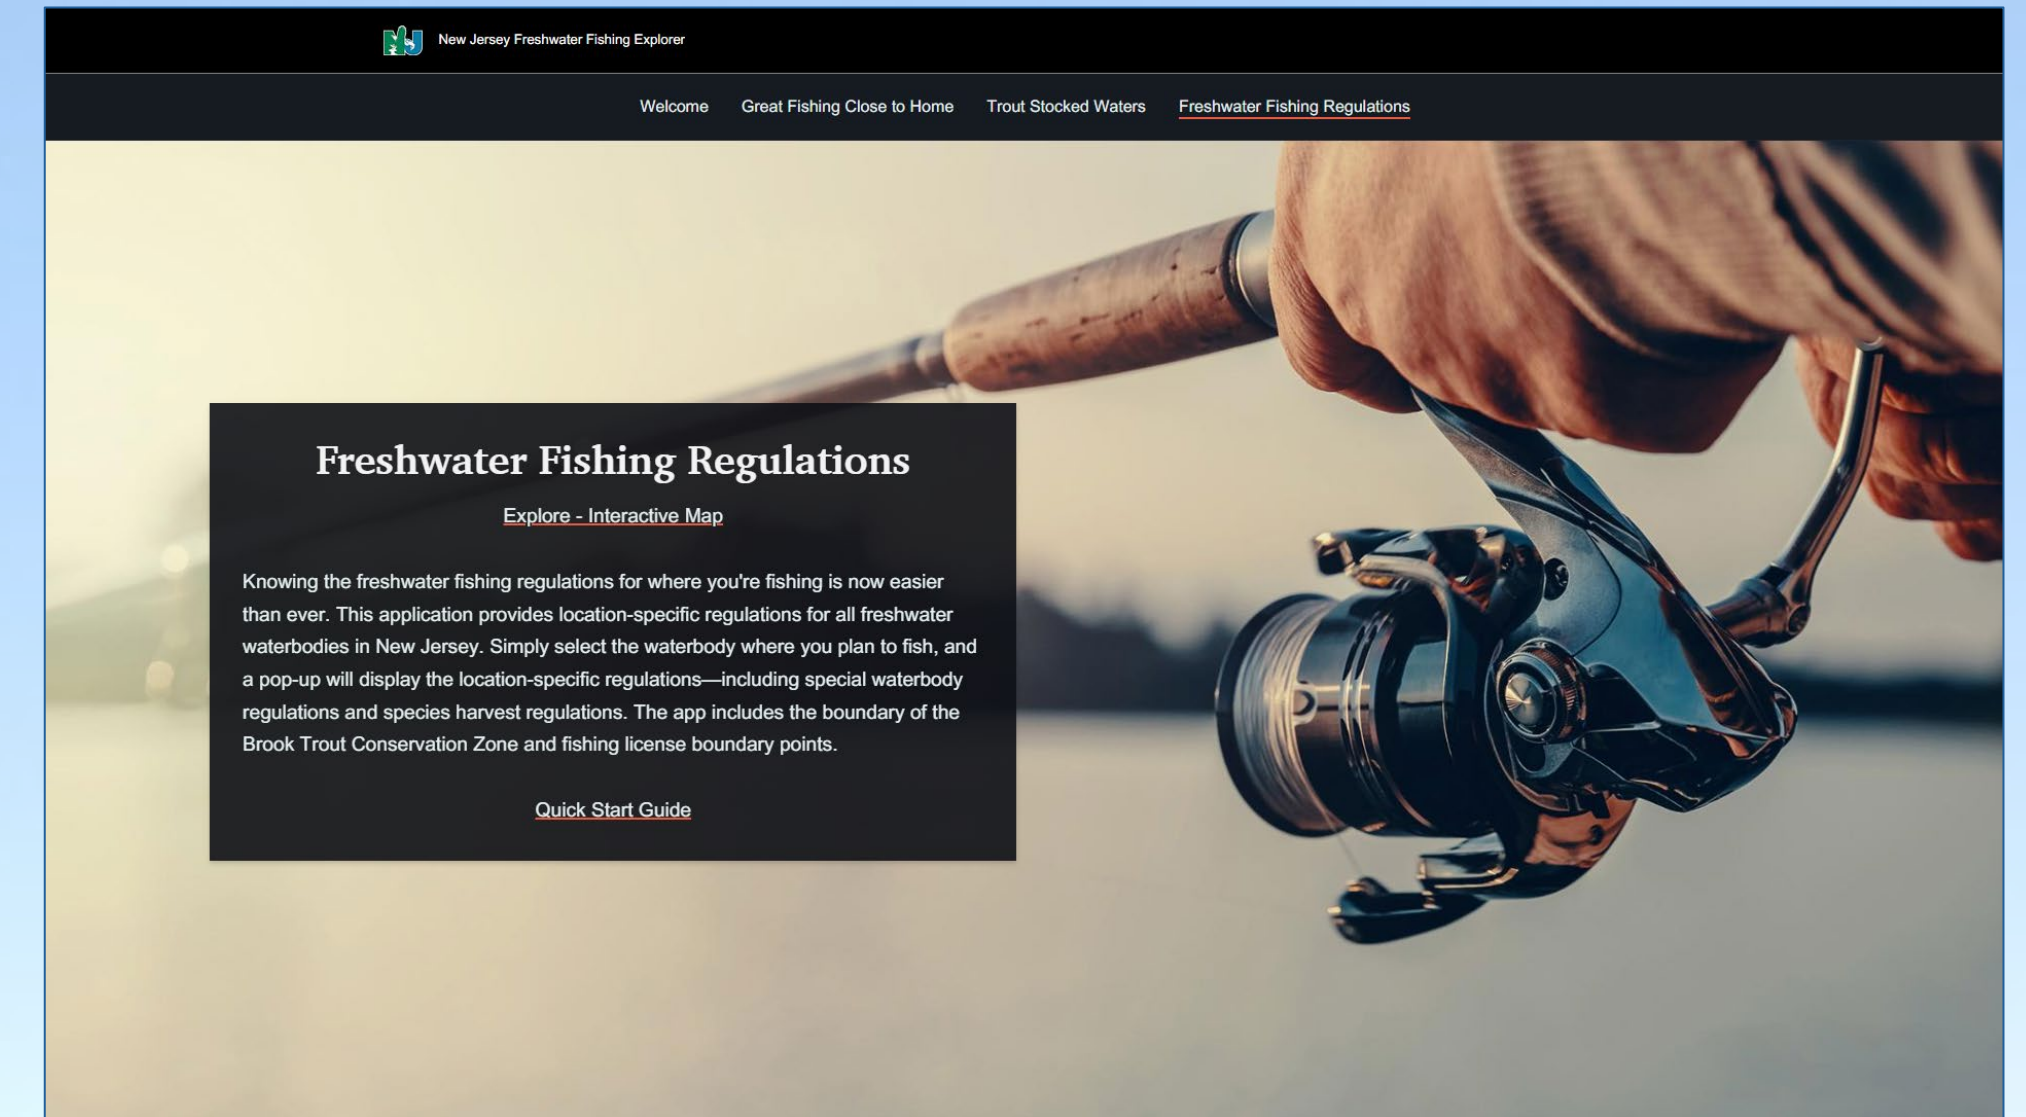 NJ
New Jersey Freshwater Fishing Explorer
Welcome Great Fishing Close to Home Trout Stocked Waters Freshwater Fishing Regulations
Freshwater Fishing Regulations
Explore - Interactive Map
Knowing the freshwater fishing regulations for where you're fishing is now easier
than ever. This application provides location-specific regulations for all freshwater
waterbodies in New Jersey. Simply select the waterbody where you plan to fish, and
a pop-up will display the location-specific regulations—including special waterbody
regulations and species harvest regulations. The app includes the boundary of the
Brook Trout Conservation Zone and fishing license boundary points.
Quick Start Guide